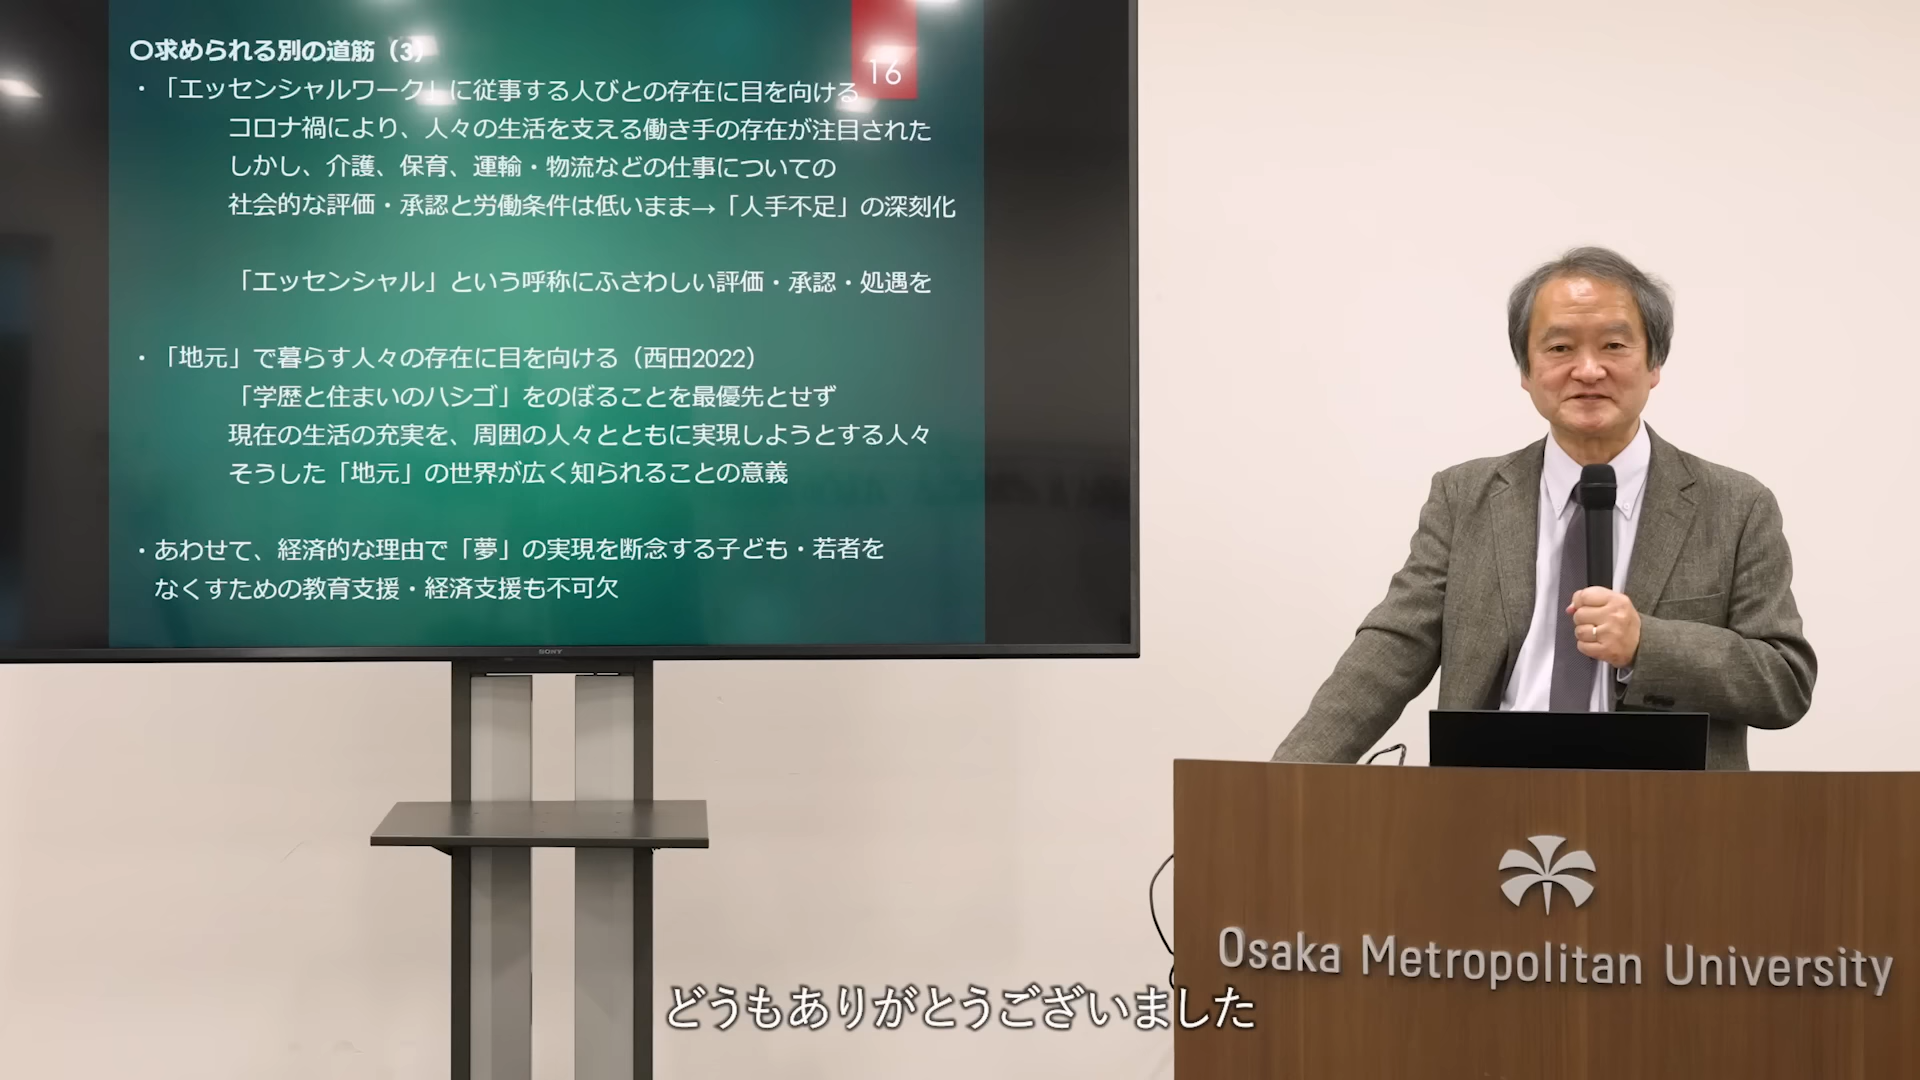 〇求められる別の道筋（3）
16
・「エッセンシャルワーク」に従事する人びとの存在に目を向ける
コロナ禍により、人々の生活を支える働き手の存在が注目された
しかし、介護、保育、運輸・物流などの仕事についての
社会的な評価・承認と労働条件は低いまま→「人手不足」の深刻化
「エッセンシャル」という呼称にふさわしい評価・承認・処遇を
・「地元」で暮らす人々の存在に目を向ける（西田2022）
「学歴と住まいのハシゴ」をのぼることを最優先とせず
現在の生活の充実を、周囲の人々とともに実現しようとする人々
そうした「地元」の世界が広く知られることの意義
・あわせて、経済的な理由で「夢」の実現を断念する子ども・若者を
なくすための教育支援・経済支援も不可欠
SONY
Osaka Metropolitan University
どうもありがとうございました